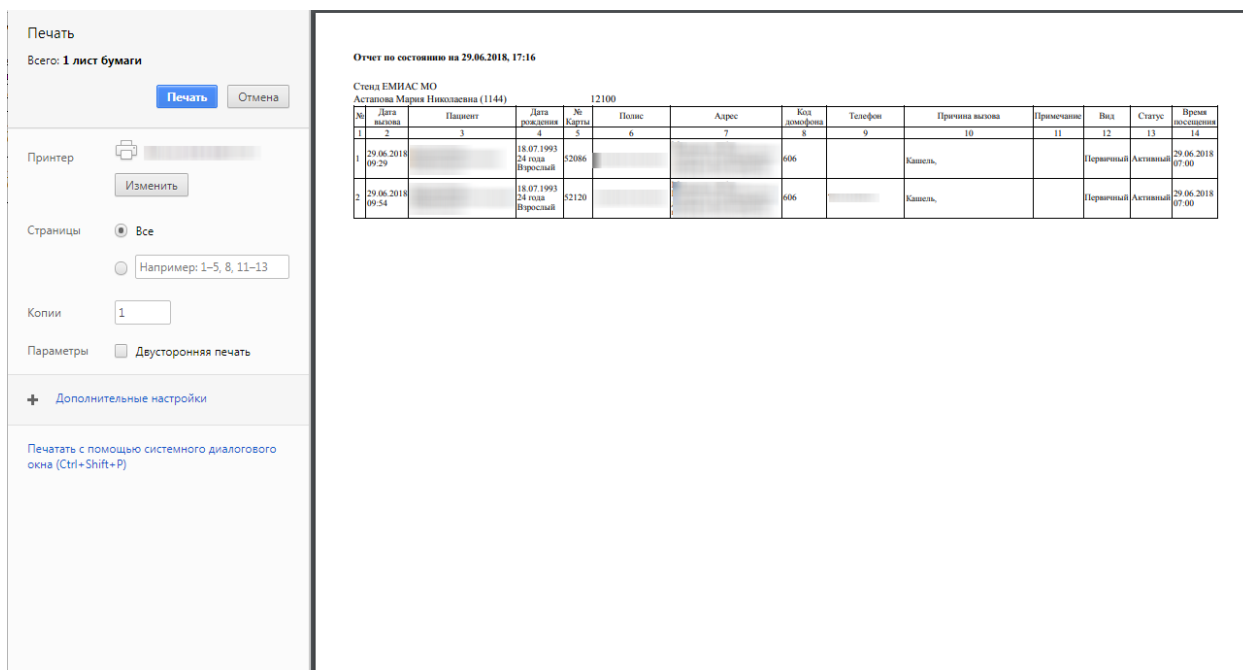 Печать
Всего: 1 лист бумаги
Печать Отмена
Принтер
Изменить
Страницы Все
Например: 1–5, 8, 11–13
Копии 1
Параметры Двусторонняя печать
+ Дополнительные настройки
Печатать с помощью системного диалогового
окна (Ctrl+Shift+P)
Отчет по состоянию на 29.06.2018, 17:16
Стенд ЕМИАС МО
Астапова Мария Николаевна (1144) 12100
№ Дата вызова Пациент Дата рождения № Карты Полис Адрес Код домофона Телефон Причина вызова Примечание Вид Статус Время посещения
1 2 3 4 5 6 7 8 9 10 11 12 13 14
1 29.06.2018 09:29 18.07.1993 24 года Взрослый 52086 606 Кашель, Первичный Активный 29.06.2018 07:00
2 29.06.2018 09:54 18.07.1993 24 года Взрослый 52120 606 Кашель, Первичный Активный 29.06.2018 07:00